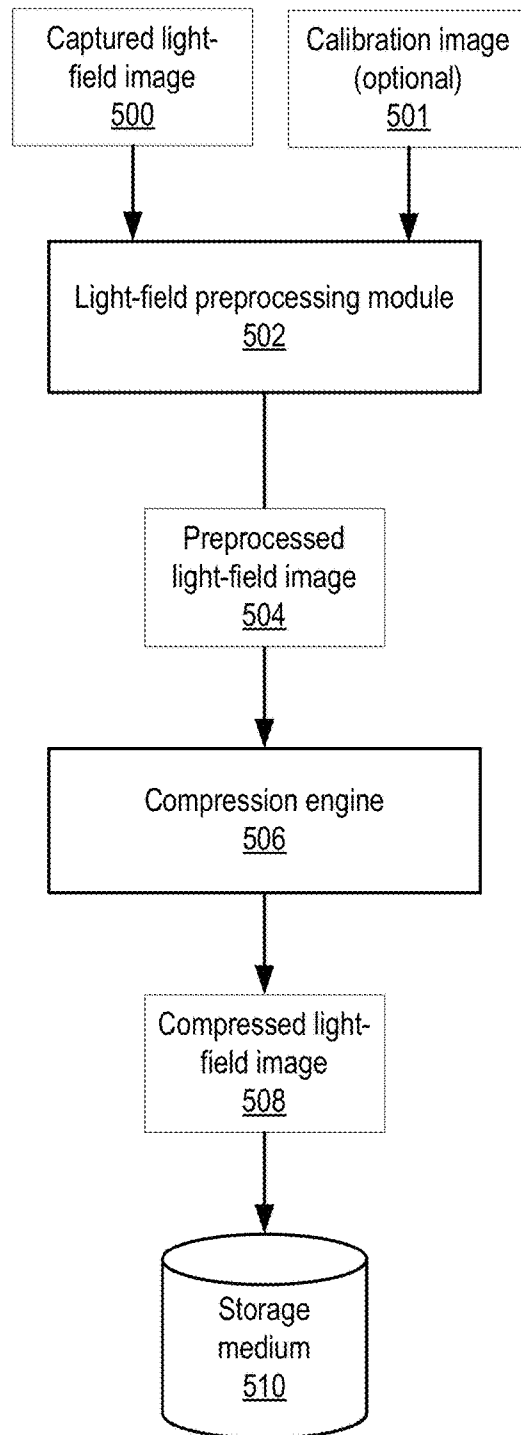 Captured light-
field image
500
Calibration image
(optional)
501
Light-field preprocessing module
502
Preprocessed
light-field image
504
Compression engine
506
Compressed light-
field image
508
Storage
medium
510